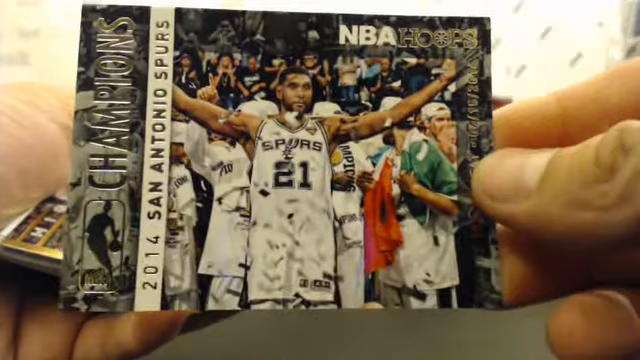 NBA HOOPS
CHAMPIONS
2014 SAN ANTONIO SPURS
SPURS
21